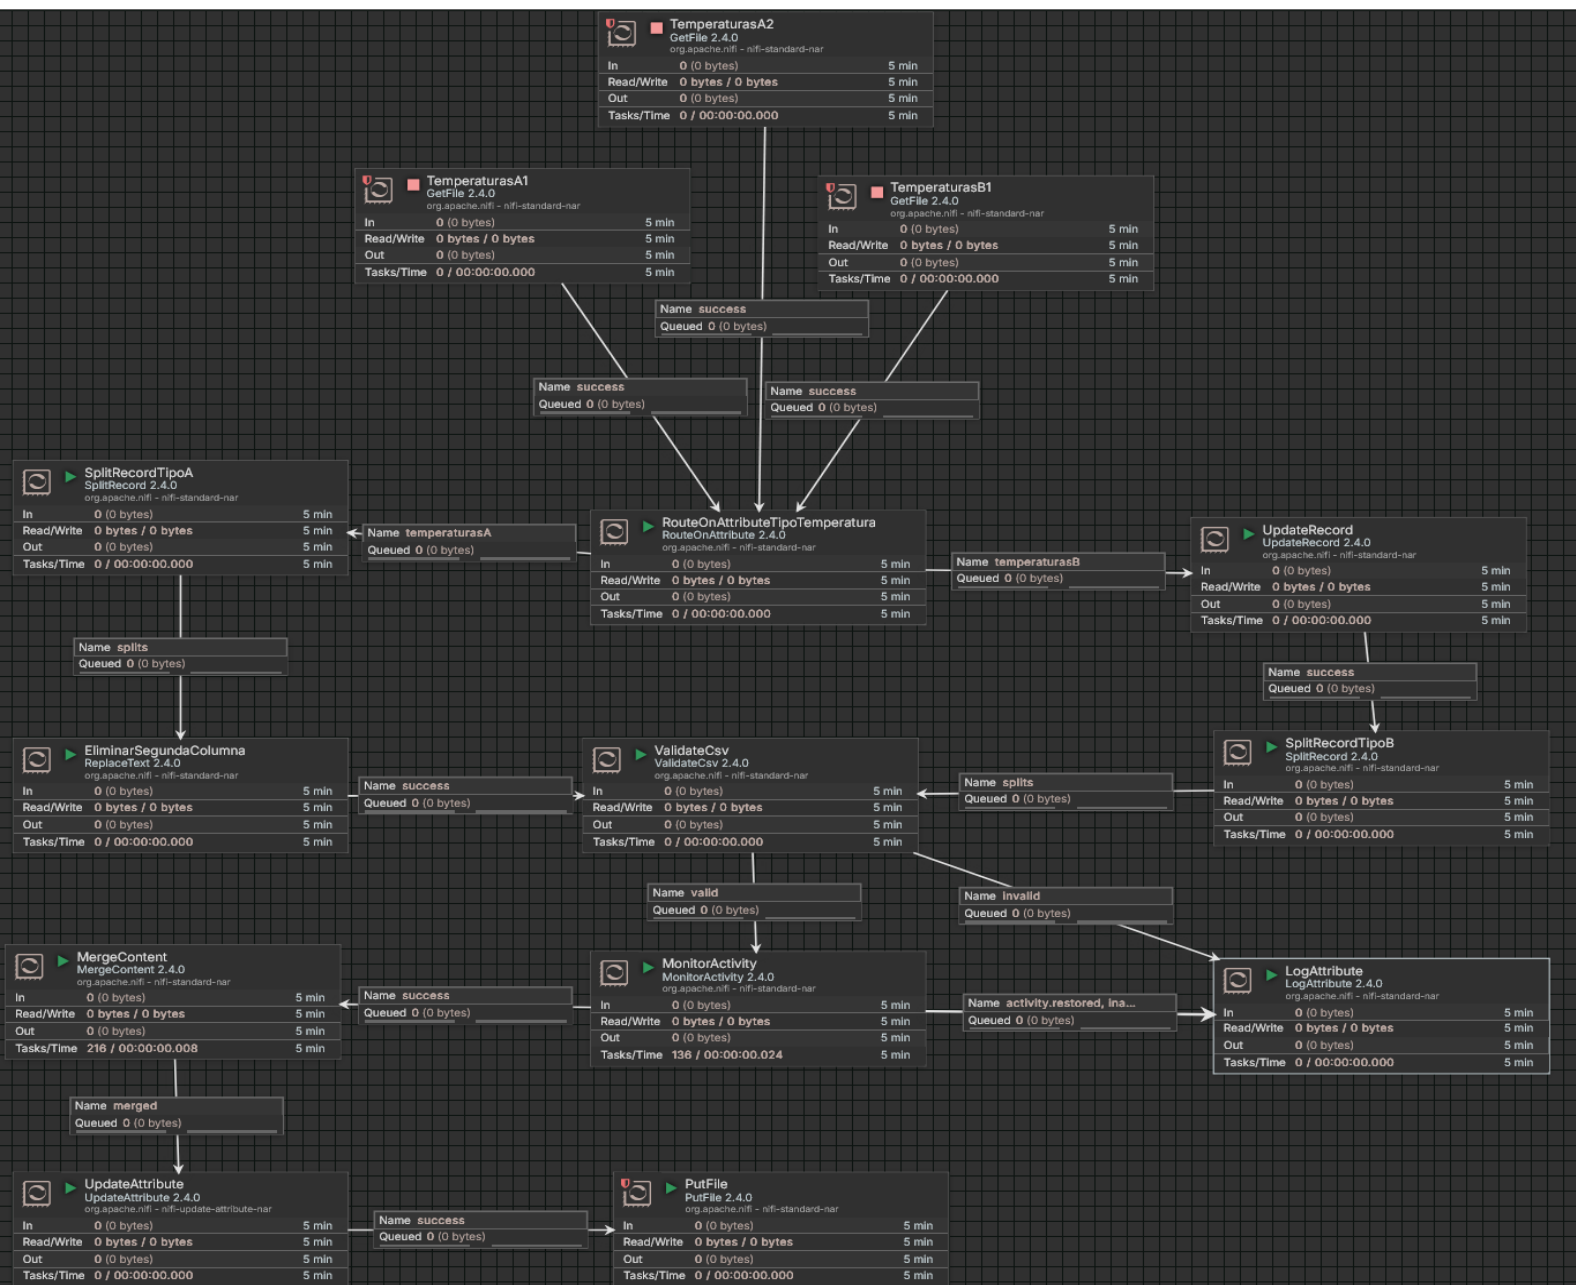 TemperaturasA2
GetFile 2.4.0
org.apache.nifi - nifi-standard-nar
In 0 (0 bytes) 5 min
Read/Write 0 bytes / 0 bytes 5 min
Out 0 (0 bytes) 5 min
Tasks/Time 0 / 00:00:00.000 5 min
TemperaturasA1
GetFile 2.4.0
org.apache.nifi - nifi-standard-nar
In 0 (0 bytes) 5 min
Read/Write 0 bytes / 0 bytes 5 min
Out 0 (0 bytes) 5 min
Tasks/Time 0 / 00:00:00.000 5 min
TemperaturasB1
GetFile 2.4.0
org.apache.nifi - nifi-standard-nar
In 0 (0 bytes) 5 min
Read/Write 0 bytes / 0 bytes 5 min
Out 0 (0 bytes) 5 min
Tasks/Time 0 / 00:00:00.000 5 min
Name success
Queued 0 (0 bytes)
Name success
Queued 0 (0 bytes)
Name success
Queued 0 (0 bytes)
SplitRecordTipoA
SplitRecord 2.4.0
org.apache.nifi - nifi-standard-nar
In 0 (0 bytes) 5 min
Read/Write 0 bytes / 0 bytes 5 min
Out 0 (0 bytes) 5 min
Tasks/Time 0 / 00:00:00.000 5 min
Name temperaturasA
Queued 0 (0 bytes)
RouteOnAttributeTipoTemperatura
RouteOnAttribute 2.4.0
org.apache.nifi - nifi-standard-nar
In 0 (0 bytes) 5 min
Read/Write 0 bytes / 0 bytes 5 min
Out 0 (0 bytes) 5 min
Tasks/Time 0 / 00:00:00.000 5 min
Name temperaturasB
Queued 0 (0 bytes)
UpdateRecord
UpdateRecord 2.4.0
org.apache.nifi - nifi-standard-nar
In 0 (0 bytes) 5 min
Read/Write 0 bytes / 0 bytes 5 min
Out 0 (0 bytes) 5 min
Tasks/Time 0 / 00:00:00.000 5 min
Name splits
Queued 0 (0 bytes)
Name success
Queued 0 (0 bytes)
EliminarSegundaColumna
ReplaceText 2.4.0
org.apache.nifi - nifi-standard-nar
In 0 (0 bytes) 5 min
Read/Write 0 bytes / 0 bytes 5 min
Out 0 (0 bytes) 5 min
Tasks/Time 0 / 00:00:00.000 5 min
Name success
Queued 0 (0 bytes)
ValidateCsv
ValidateCsv 2.4.0
org.apache.nifi - nifi-standard-nar
In 0 (0 bytes) 5 min
Read/Write 0 bytes / 0 bytes 5 min
Out 0 (0 bytes) 5 min
Tasks/Time 0 / 00:00:00.000 5 min
Name splits
Queued 0 (0 bytes)
SplitRecordTipoB
SplitRecord 2.4.0
org.apache.nifi - nifi-standard-nar
In 0 (0 bytes) 5 min
Read/Write 0 bytes / 0 bytes 5 min
Out 0 (0 bytes) 5 min
Tasks/Time 0 / 00:00:00.000 5 min
Name valid
Queued 0 (0 bytes)
Name invalid
Queued 0 (0 bytes)
MergeContent
MergeContent 2.4.0
org.apache.nifi - nifi-standard-nar
In 0 (0 bytes) 5 min
Read/Write 0 bytes / 0 bytes 5 min
Out 0 (0 bytes) 5 min
Tasks/Time 216 / 00:00:00.008 5 min
Name success
Queued 0 (0 bytes)
MonitorActivity
MonitorActivity 2.4.0
org.apache.nifi - nifi-standard-nar
In 0 (0 bytes) 5 min
Read/Write 0 bytes / 0 bytes 5 min
Out 0 (0 bytes) 5 min
Tasks/Time 136 / 00:00:00.024 5 min
Name activity.restored, ina...
Queued 0 (0 bytes)
LogAttribute
LogAttribute 2.4.0
org.apache.nifi - nifi-standard-nar
In 0 (0 bytes) 5 min
Read/Write 0 bytes / 0 bytes 5 min
Out 0 (0 bytes) 5 min
Tasks/Time 0 / 00:00:00.000 5 min
Name merged
Queued 0 (0 bytes)
UpdateAttribute
UpdateAttribute 2.4.0
org.apache.nifi - nifi-update-attribute-nar
In 0 (0 bytes) 5 min
Read/Write 0 bytes / 0 bytes 5 min
Out 0 (0 bytes) 5 min
Tasks/Time 0 / 00:00:00.000 5 min
Name success
Queued 0 (0 bytes)
PutFile
PutFile 2.4.0
org.apache.nifi - nifi-standard-nar
In 0 (0 bytes) 5 min
Read/Write 0 bytes / 0 bytes 5 min
Out 0 (0 bytes) 5 min
Tasks/Time 0 / 00:00:00.000 5 min